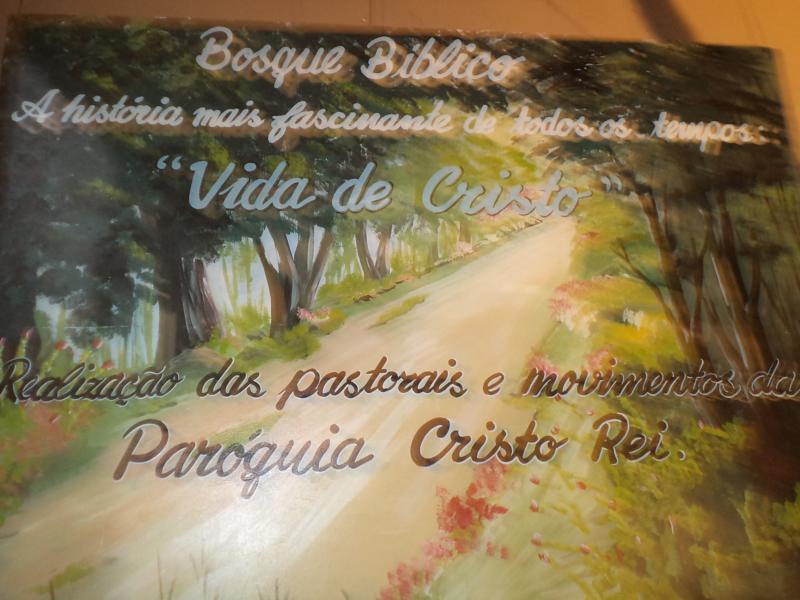 Bosque Bíblico
A história mais fascinante de todos os tempos:
"Vida de Cristo"
Realização das pastorais e movimentos da
Paróquia Cristo Rei.